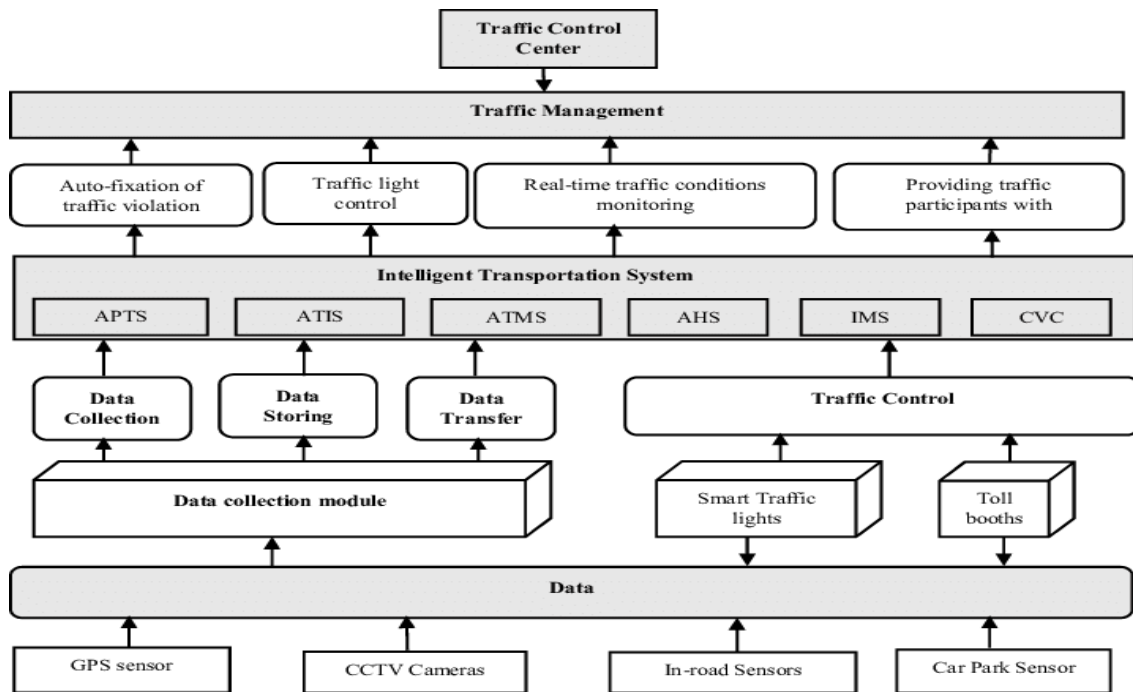 Traffic Control
Center
Traffic Management
Auto-fixation of
traffic violation
Traffic light
control
Real-time traffic conditions
monitoring
Providing traffic
participants with
Intelligent Transportation System
APTS
ATIS
ATMS
AHS
IMS
CVC
Data
Collection
Data
Storing
Data
Transfer
Traffic Control
Data collection module
Smart Traffic
lights
Toll
booths
Data
GPS sensor
CCTV Cameras
In-road Sensors
Car Park Sensor